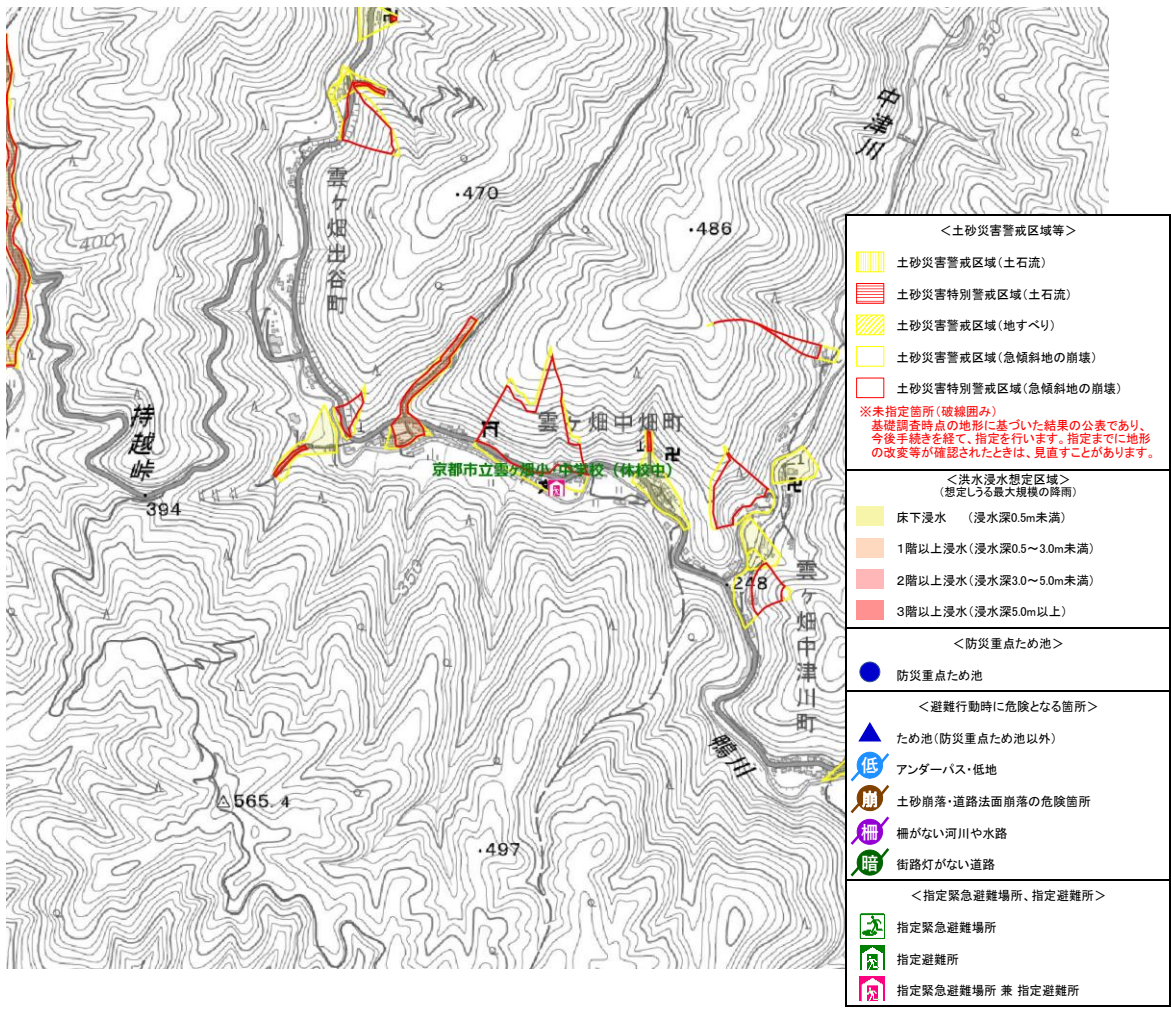 350
中津川
雲ヶ畑出谷町
・470
・486
400
持越峠
・394
雲ヶ畑中畑町
京都市立雲ヶ畑小・中学校（休校中）
350
・248
雲ヶ畑中津川町
鴨川
565.4
・497
＜土砂災害警戒区域等＞
土砂災害警戒区域（土石流）
土砂災害特別警戒区域（土石流）
土砂災害警戒区域（地すべり）
土砂災害警戒区域（急傾斜地の崩壊）
土砂災害特別警戒区域（急傾斜地の崩壊）
※未指定箇所（破線囲み）
基礎調査時点の地形に基づいた結果の公表であり、
今後手続きを経て、指定を行います。指定までに地形
の改変等が確認されたときは、見直すことがあります。
＜洪水浸水想定区域＞
（想定しうる最大規模の降雨）
床下浸水　（浸水深0.5m未満）
1階以上浸水（浸水深0.5～3.0m未満）
2階以上浸水（浸水深3.0～5.0m未満）
3階以上浸水（浸水深5.0m以上）
＜防災重点ため池＞
防災重点ため池
＜避難行動時に危険となる箇所＞
ため池（防災重点ため池以外）
低 アンダーパス・低地
崩 土砂崩落・道路法面崩落の危険箇所
柵 柵がない河川や水路
暗 街路灯がない道路
＜指定緊急避難場所、指定避難所＞
指定緊急避難場所
指定避難所
指定緊急避難場所 兼 指定避難所